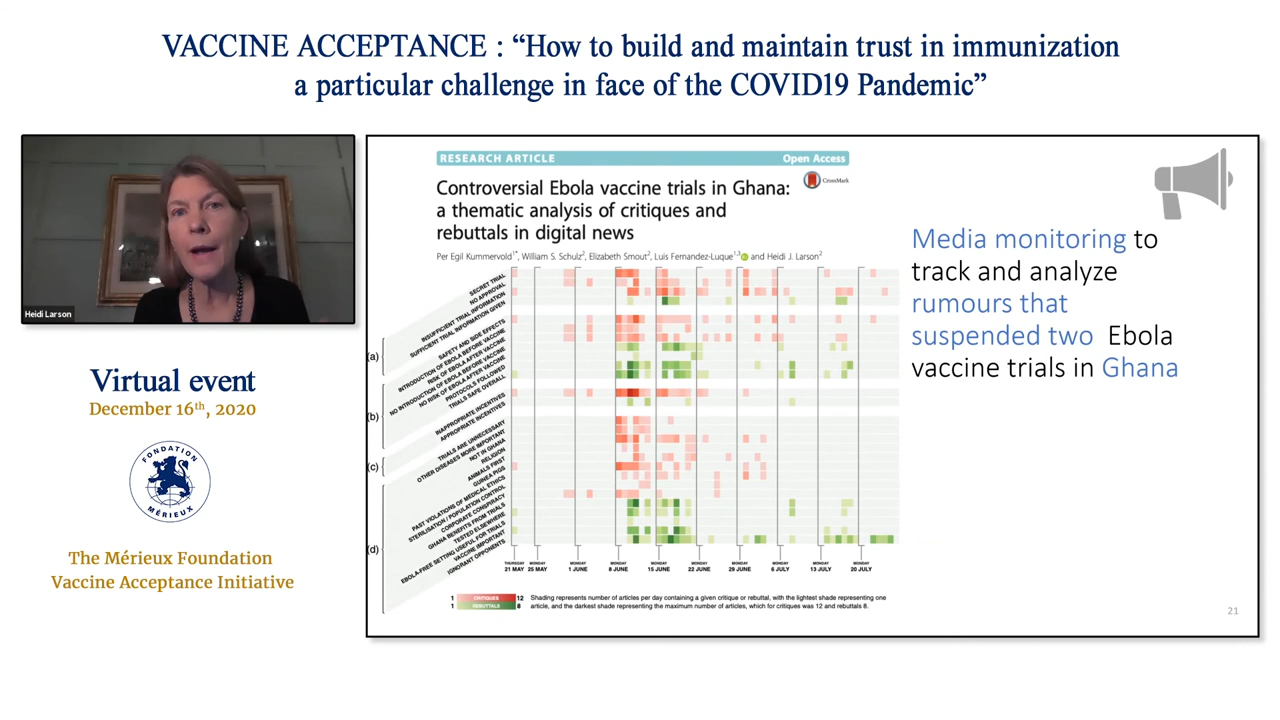 VACCINE ACCEPTANCE : “How to build and maintain trust in immunization
a particular challenge in face of the COVID19 Pandemic”
Heidi Larson
Virtual event
December 16th, 2020
FONDATION
MÉRIEUX
The Mérieux Foundation
Vaccine Acceptance Initiative
RESEARCH ARTICLE
Open Access
Controversial Ebola vaccine trials in Ghana:
a thematic analysis of critiques and
rebuttals in digital news
CrossMark
Per Egil Kummervold1*, William S. Schulz2, Elizabeth Smout2, Luis Fernandez-Luque1,3 and Heidi J. Larson2
SECRET TRIAL
NO APPROVAL
INSUFFICIENT TRIAL INFORMATION
SUFFICIENT TRIAL INFORMATION GIVEN
(a)
SAFETY AND SIDE EFFECTS
INTRODUCTION OF EBOLA BEFORE VACCINE
RISK OF EBOLA AFTER VACCINE
NO INTRODUCTION OF EBOLA BEFORE VACCINE
NO RISK OF EBOLA AFTER VACCINE
PROTOCOLS FOLLOWED
TRIALS SAFE OVERALL
(b)
INAPPROPRIATE INCENTIVES
APPROPRIATE INCENTIVES
(c)
TRIALS ARE UNNECESSARY
OTHER DISEASES MORE IMPORTANT
NOT IN GHANA
RELIGION
ANIMALS FIRST
GUINEA PIGS
PAST VIOLATIONS OF MEDICAL ETHICS
STERILISATION / POPULATION CONTROL
CORPORATE CONSPIRACY
GHANA BENEFITS FROM TRIALS
TESTED ELSEWHERE
EBOLA-FREE SETTING USEFUL FOR TRIALS
VACCINE IMPORTANT
IGNORANT OPPONENTS
(d)
THURSDAY
21 MAY
MONDAY
25 MAY
MONDAY
1 JUNE
MONDAY
8 JUNE
MONDAY
15 JUNE
MONDAY
22 JUNE
MONDAY
29 JUNE
MONDAY
6 JULY
MONDAY
13 JULY
MONDAY
20 JULY
1 CRITIQUES 12
1 REBUTTALS 8
Shading represents number of articles per day containing a given critique or rebuttal, with the lightest shade representing one
article, and the darkest shade representing the maximum number of articles, which for critiques was 12 and rebuttals 8.
Media monitoring to
track and analyze
rumours that
suspended two Ebola
vaccine trials in Ghana
21